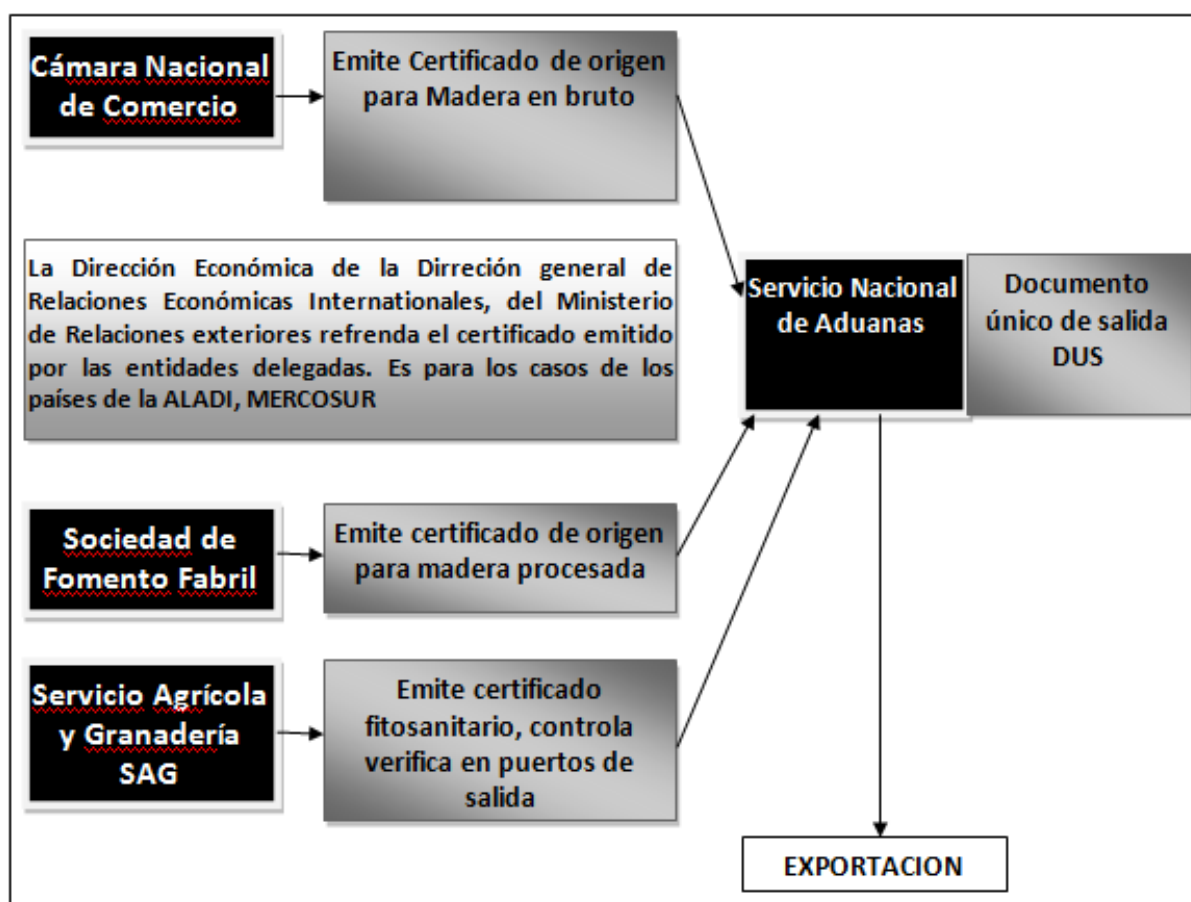 Cámara Nacional
de Comercio
Emite Certificado de origen
para Madera en bruto
La Dirección Económica de la Dirreción general de
Relaciones Económicas Internationales, del Ministerio
de Relaciones exteriores refrenda el certificado emitido
por las entidades delegadas. Es para los casos de los
países de la ALADI, MERCOSUR
Servicio Nacional
de Aduanas
Documento
único de salida
DUS
Sociedad de
Fomento Fabril
Emite certificado de origen
para madera procesada
Servicio Agrícola
y Granadería
SAG
Emite certificado
fitosanitario, controla
verifica en puertos de
salida
EXPORTACION